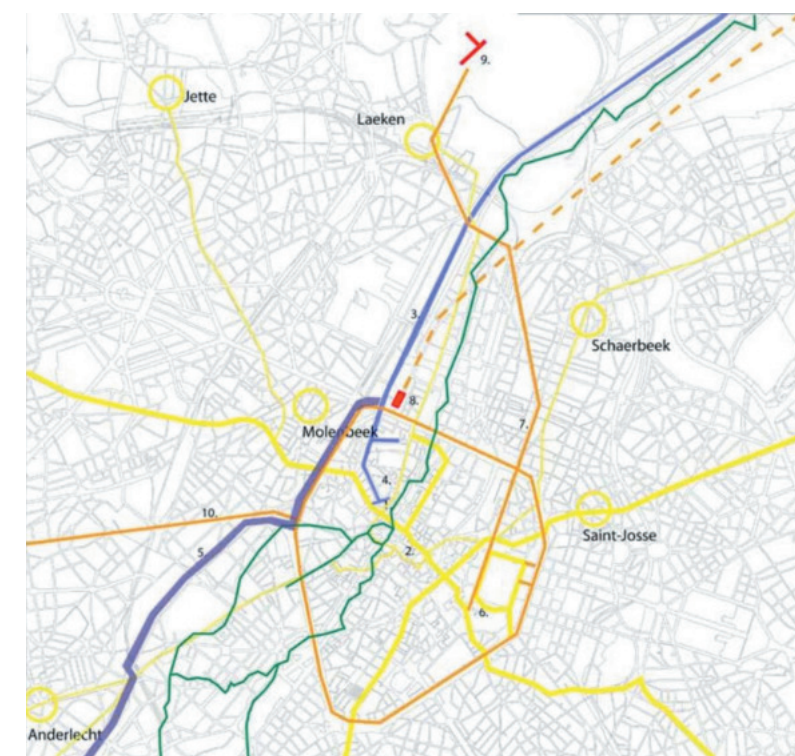 9.
Jette
Laeken
3.
Schaerbeek
8.
Molenbeek
7.
4.
10.
Saint-Josse
5.
2.
6.
Anderlecht